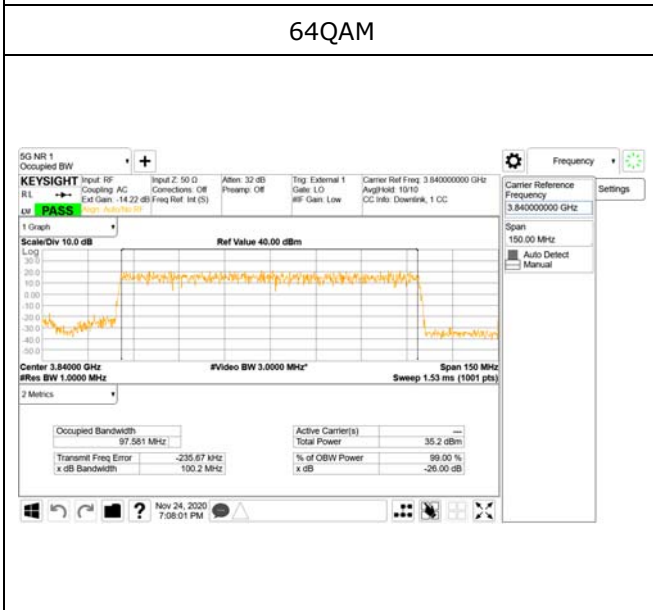 64QAM
5G NR 1
Occupied BW
Frequency
KEYSIGHT
Input: RF
Input Z: 50 Ω
Atten: 32 dB
Trig: External 1
Carrier Ref Freq: 3.840000000 GHz
RL
Coupling: AC
Corrections: Off
Preamp: Off
Gate: LO
Avg|Hold: 10/10
Ext Gain: -14.22 dB
Freq Ref: Int (S)
#IF Gain: Low
CC Info: Downlink, 1 CC
PASS
Align: Auto/No RF
Carrier Reference
Frequency
3.840000000 GHz
Settings
Span
150.00 MHz
Auto Detect
Manual
1 Graph
Scale/Div 10.0 dB
Ref Value 40.00 dBm
Log
30.0
20.0
10.0
0.00
-10.0
-20.0
-30.0
-40.0
-50.0
Center 3.84000 GHz
#Video BW 3.0000 MHz*
Span 150 MHz
#Res BW 1.0000 MHz
Sweep 1.53 ms (1001 pts)
2 Metrics
Occupied Bandwidth
97.581 MHz
Active Carrier(s)
---
Total Power
35.2 dBm
Transmit Freq Error
-235.67 kHz
% of OBW Power
99.00 %
x dB Bandwidth
100.2 MHz
x dB
-26.00 dB
?
Nov 24, 2020
7:08:01 PM